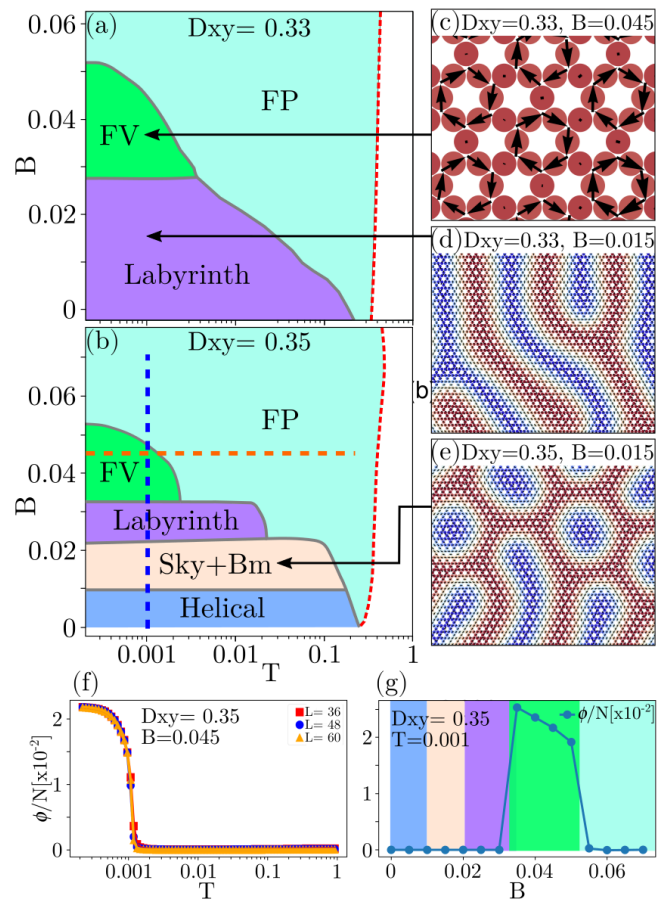 (a)
Dxy= 0.33
FP
FV
Labyrinth
B
0.06
0.04
0.02
0
(c) Dxy=0.33, B=0.045
(d) Dxy=0.33, B=0.015
(b)
Dxy= 0.35
FP
FV
Labyrinth
Sky+Bm
Helical
B
0.06
0.04
0.02
0
0.001
0.01
0.1
1
T
b
(e) Dxy=0.35, B=0.015
(f)
Dxy= 0.35
B=0.045
L= 36
L= 48
L= 60
ϕ/N[x10⁻²]
2
1
0
0.001
0.01
0.1
1
T
(g)
Dxy= 0.35
T=0.001
ϕ/N[x10⁻²]
ϕ/N[x10⁻²]
2
1
0
0.00
0.02
0.04
0.06
B